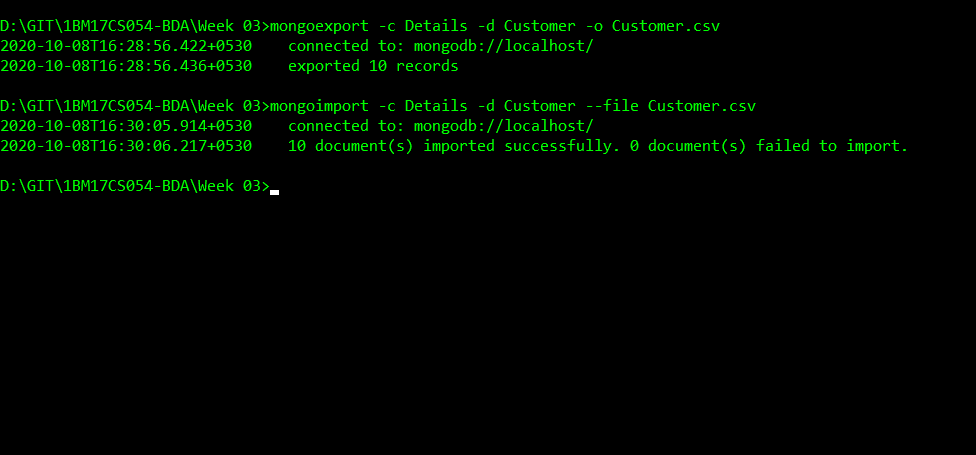 D:\GIT\1BM17CS054-BDA\Week 03>mongoexport -c Details -d Customer -o Customer.csv
2020-10-08T16:28:56.422+0530    connected to: mongodb://localhost/
2020-10-08T16:28:56.436+0530    exported 10 records
D:\GIT\1BM17CS054-BDA\Week 03>mongoimport -c Details -d Customer --file Customer.csv
2020-10-08T16:30:05.914+0530    connected to: mongodb://localhost/
2020-10-08T16:30:06.217+0530    10 document(s) imported successfully. 0 document(s) failed to import.
D:\GIT\1BM17CS054-BDA\Week 03>